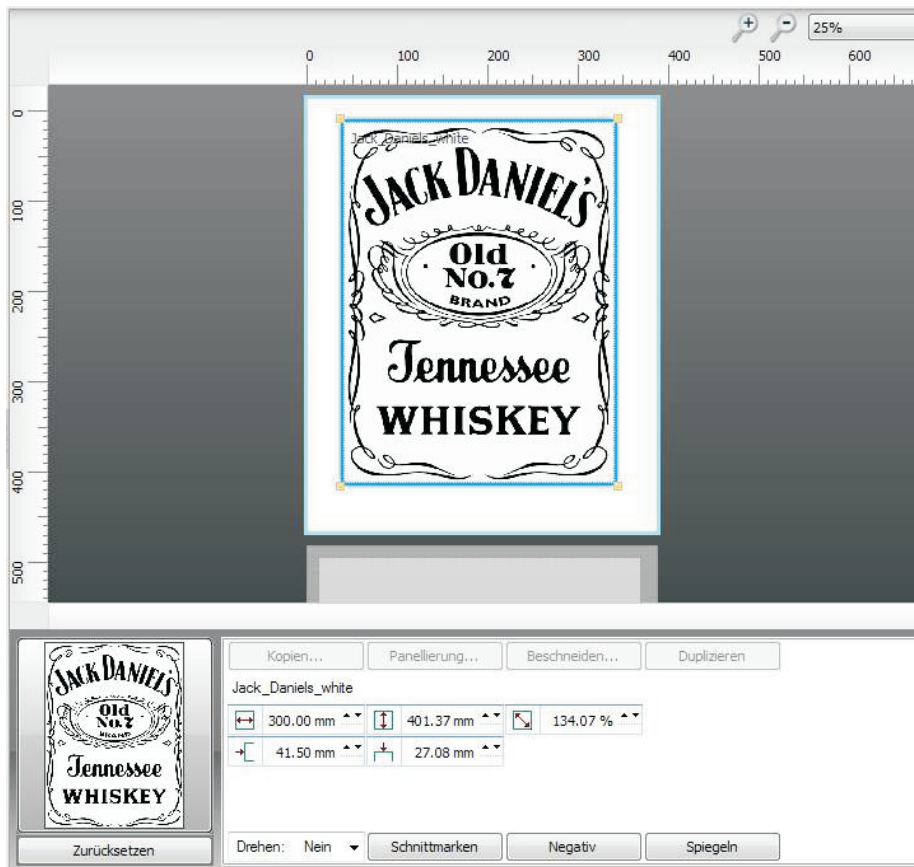 25%
0 100 200 300 400 500 600
0
100
200
300
400
500
Jack_Daniels_white
JACK DANIEL'S
Old
No.7
BRAND
Tennessee
WHISKEY
JACK DANIEL'S
Old
No.7
BRAND
Tennessee
WHISKEY
Zurücksetzen
Kopien... Panellierung... Beschneiden... Duplizieren
Jack_Daniels_white
300.00 mm 401.37 mm 134.07 %
41.50 mm 27.08 mm
Drehen: Nein Schnittmarken Negativ Spiegeln